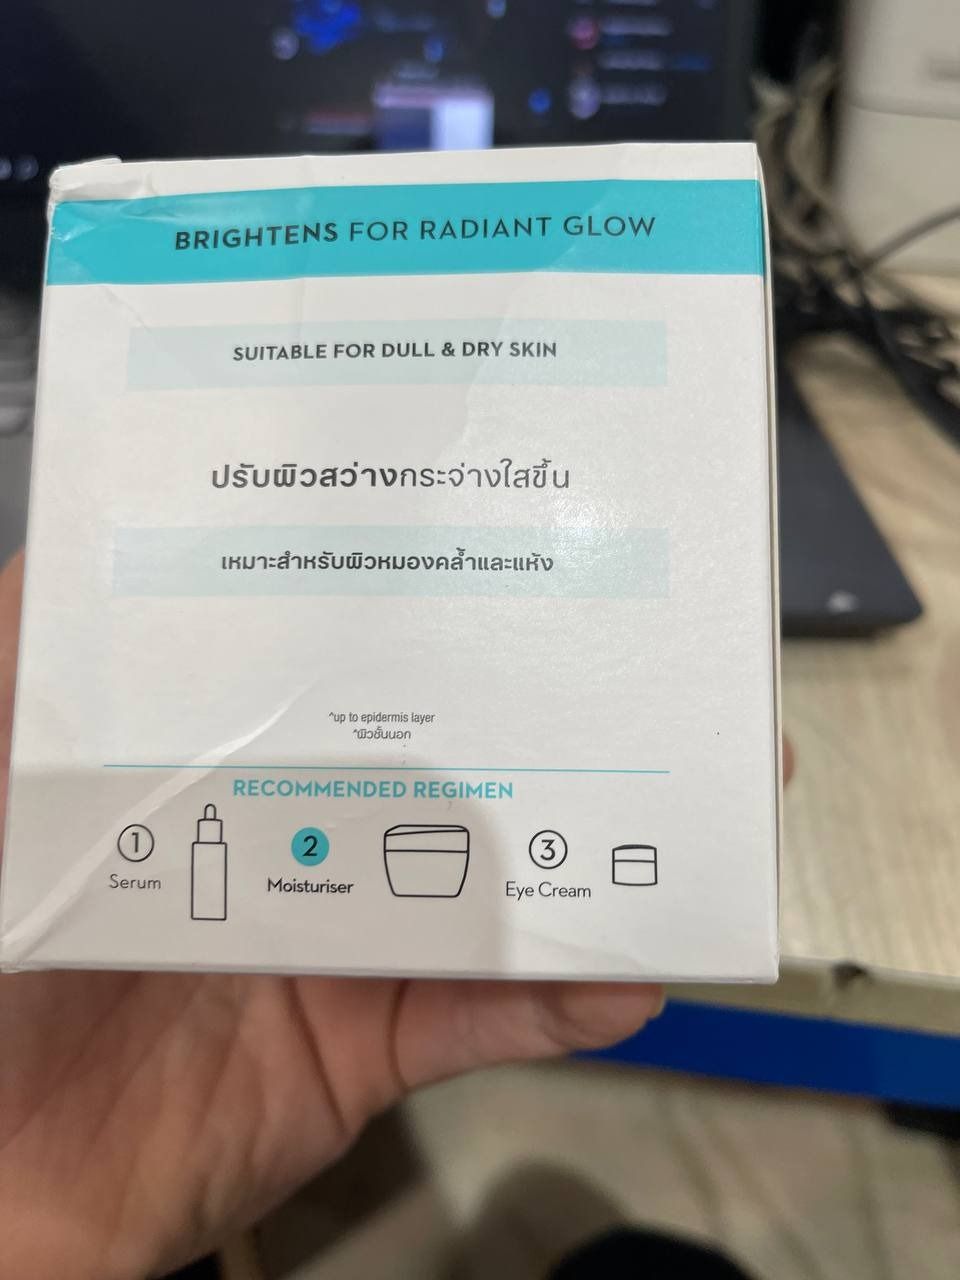 BRIGHTENS FOR RADIANT GLOW
SUITABLE FOR DULL & DRY SKIN
ปรับผิวสว่างกระจ่างใสขึ้น
เหมาะสำหรับผิวหมองคล้ำและแห้ง
^up to epidermis layer
^ผิวชั้นนอก
RECOMMENDED REGIMEN
1 Serum
2 Moisturiser
3 Eye Cream